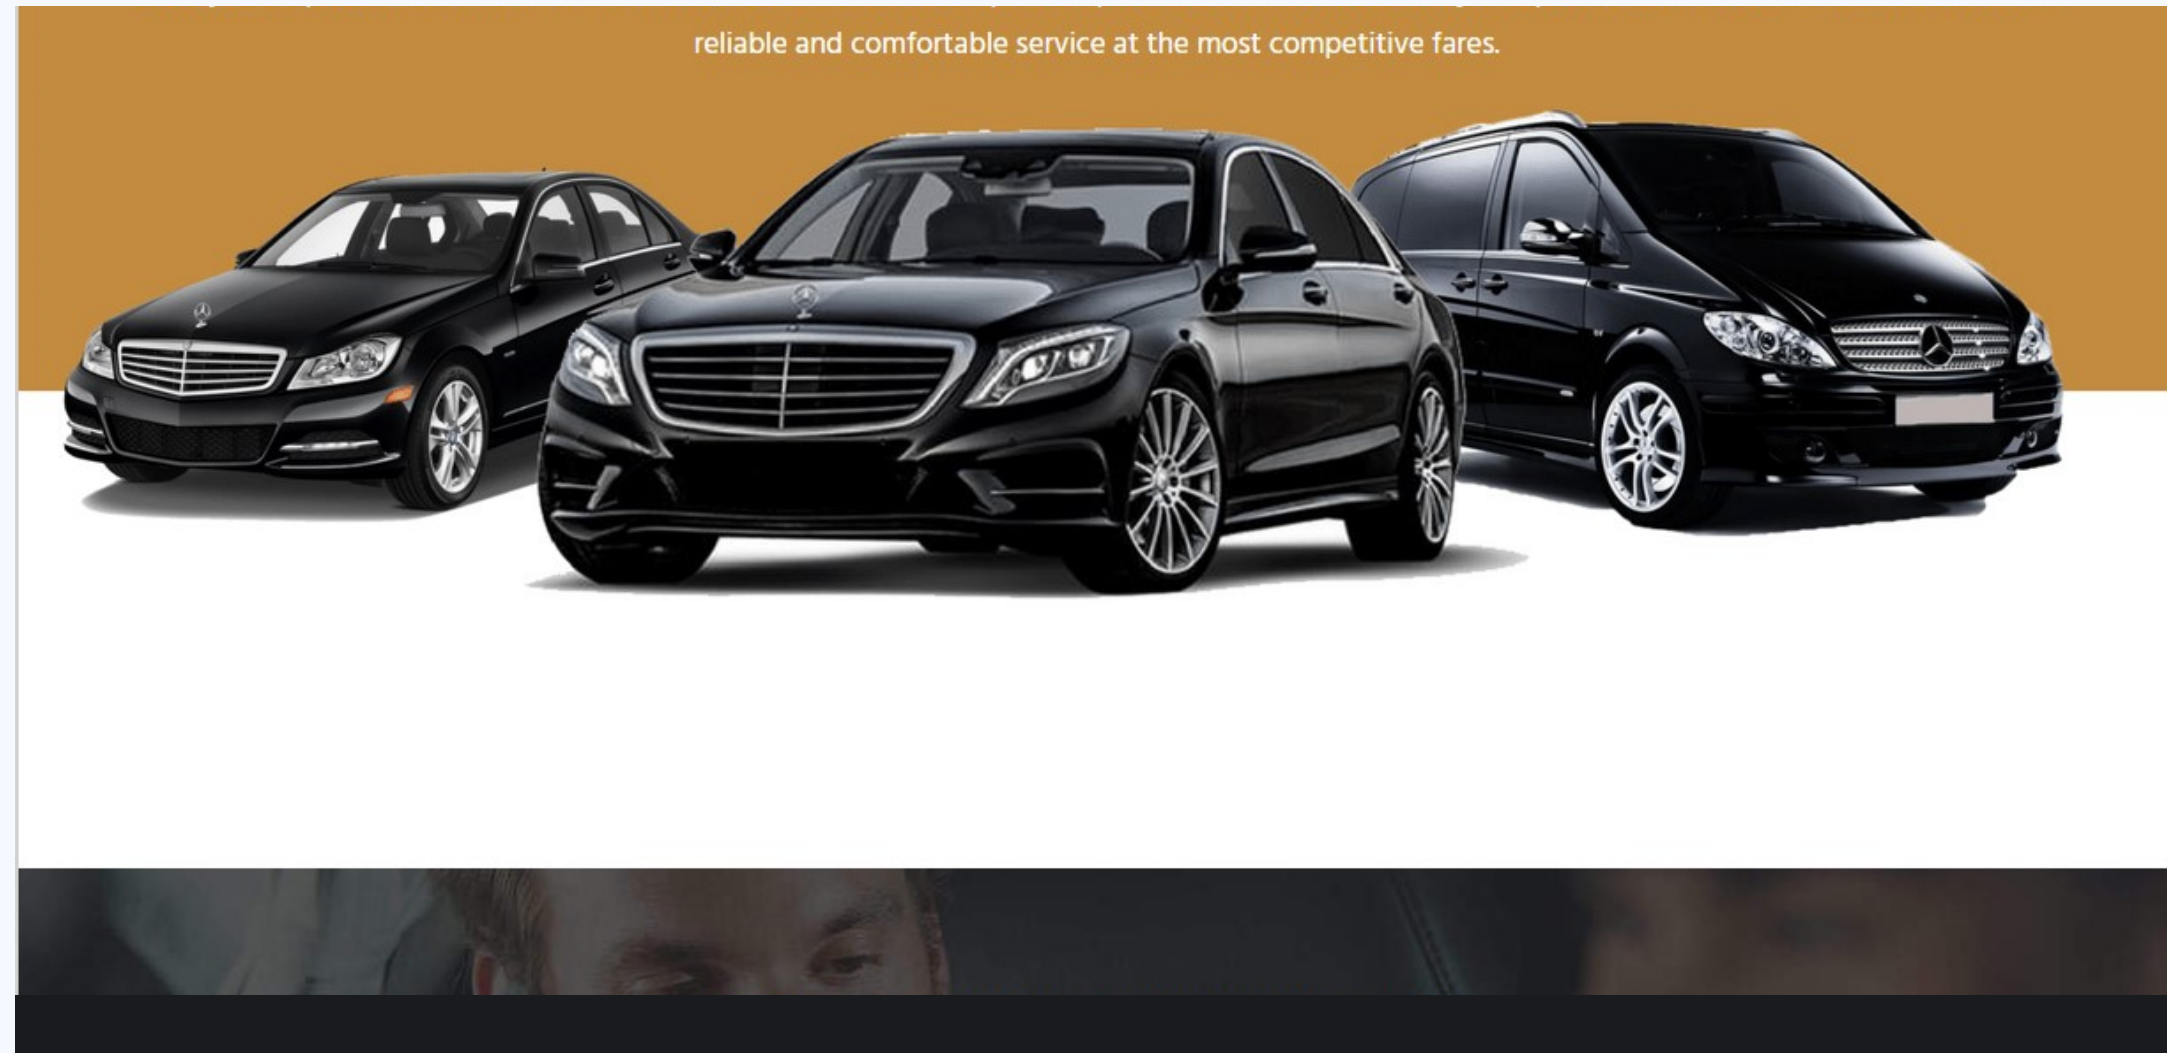 reliable and comfortable service at the most competitive fares.